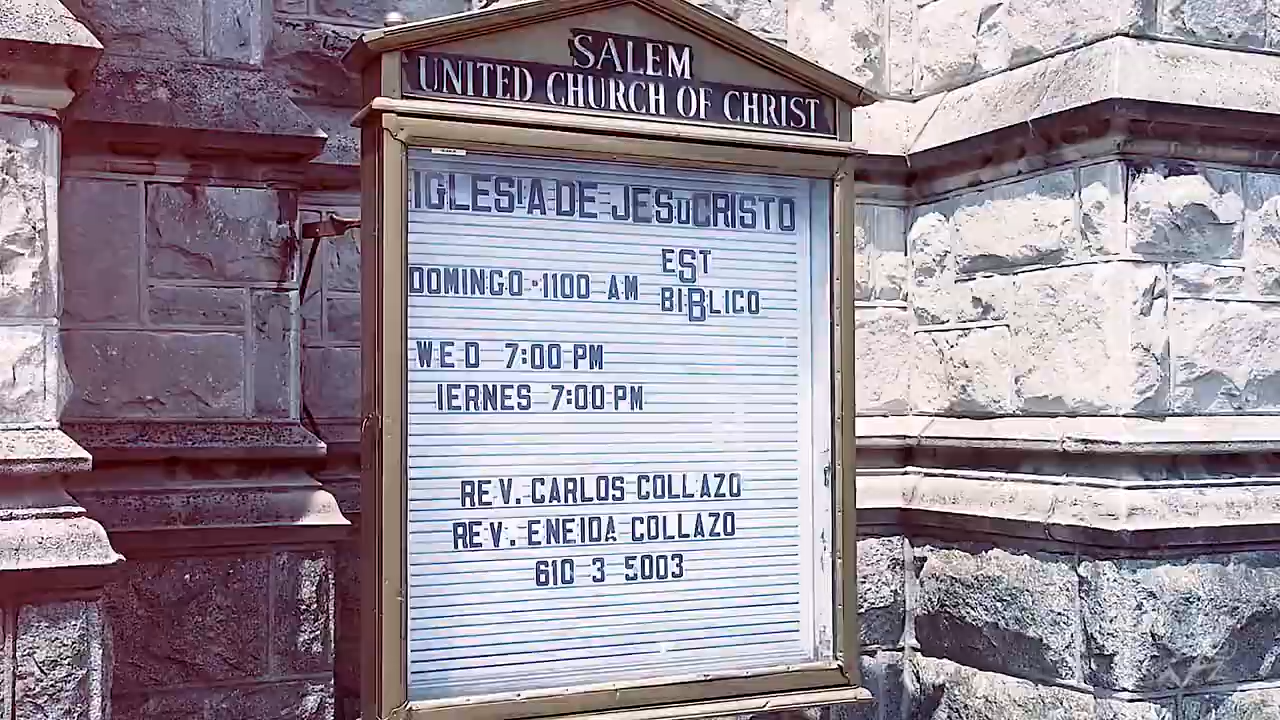 SALEM
UNITED CHURCH OF CHRIST
IGLESIA DE JESuCRISTO
DOMINGO·1100 AM EST BIBLICO
WED 7:00 PM
IERNES 7:00 PM
REV. CARLOS COLLAZO
REV. ENEIDA COLLAZO
610 3 5003